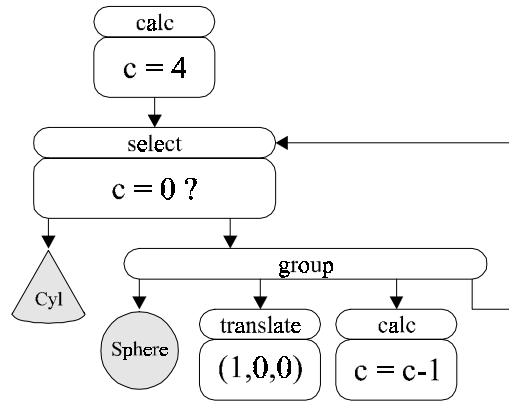 calc
c = 4
select
c = 0 ?
group
Cyl
Sphere
translate
calc
(1,0,0)
c = c-1